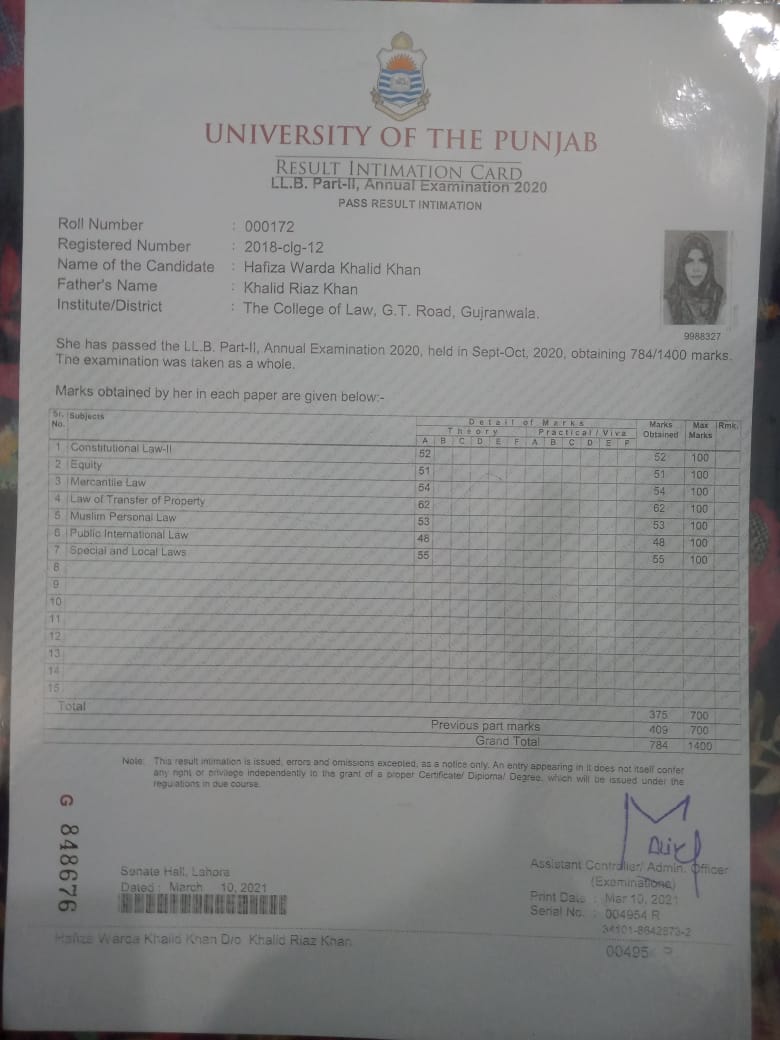 UNIVERSITY OF THE PUNJAB
RESULT INTIMATION CARD
LL.B. Part-II, Annual Examination 2020
PASS RESULT INTIMATION
Roll Number : 000172
Registered Number : 2018-clg-12
Name of the Candidate : Hafiza Warda Khalid Khan
Father's Name : Khalid Riaz Khan
Institute/District : The College of Law, G.T. Road, Gujranwala.
9988327
She has passed the LL.B. Part-II, Annual Examination 2020, held in Sept-Oct, 2020, obtaining 784/1400 marks.
The examination was taken as a whole.
Marks obtained by her in each paper are given below:-
Sr. No. Subjects Detail of Marks Marks Obtained Max Marks Rmk.
Theory Practical/Viva
A B C D E F A B C D E F
1 Constitutional Law-II 52 52 100
2 Equity 51 51 100
3 Mercantile Law 54 54 100
4 Law of Transfer of Property 62 62 100
5 Muslim Personal Law 53 53 100
6 Public International Law 48 48 100
7 Special and Local Laws 55 55 100
8
9
10
11
12
13
14
15
Total 375 700
Previous part marks 409 700
Grand Total 784 1400
Note: This result intimation is issued, errors and omissions excepted, as a notice only. An entry appearing in it does not itself confer
any right or privilege independently to the grant of a proper Certificate/ Diploma/ Degree, which will be issued under the
regulations in due course.
G 848676
Senate Hall, Lahore
Dated : March 10, 2021
Assistant Controller/ Admin. Officer
(Examinations)
Print Date : Mar 10, 2021
Serial No. : 004954 R
34101-8642873-2
Hafiza Warda Khalid Khan D/o Khalid Riaz Khan